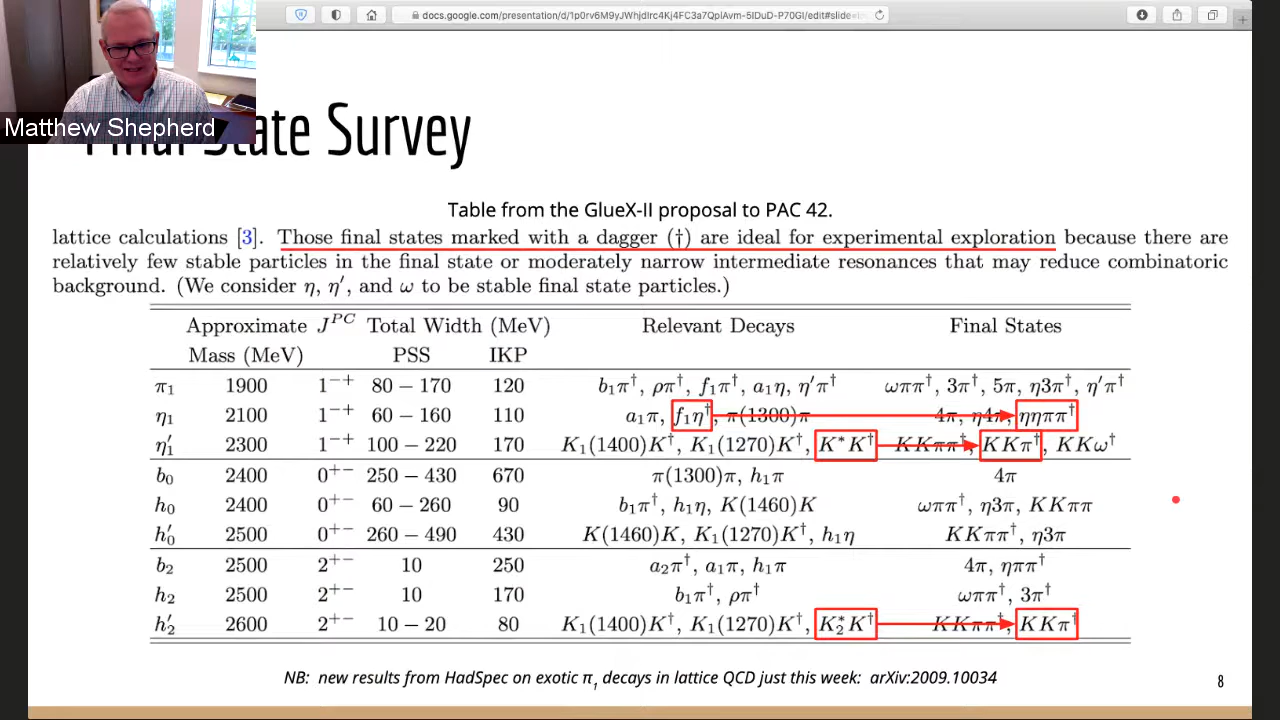 docs.google.com/presentation/d/1p0rv6M9yJWhjdIrc4Kj4FC3a7QplAvm-5IDuD-P70GI/edit#slide=
Matthew Shepherd
Final State Survey
Table from the GlueX-II proposal to PAC 42.
lattice calculations [3]. Those final states marked with a dagger (†) are ideal for experimental exploration because there are
relatively few stable particles in the final state or moderately narrow intermediate resonances that may reduce combinatoric
background. (We consider η, η′, and ω to be stable final state particles.)
Approximate J^PC Total Width (MeV) Relevant Decays Final States
Mass (MeV) PSS IKP
π₁ 1900 1⁻⁺ 80 − 170 120 b₁π†, ρπ†, f₁π†, a₁η, η′π† ωππ†, 3π†, 5π, η3π†, η′π†
η₁ 2100 1⁻⁺ 60 − 160 110 a₁π, f₁η†, π(1300)π 4π, η4π, ηηππ†
η′₁ 2300 1⁻⁺ 100 − 220 170 K₁(1400)K†, K₁(1270)K†, K*K† KKππ†, KKπ†, KKω†
b₀ 2400 0⁺⁻ 250 − 430 670 π(1300)π, h₁π 4π
h₀ 2400 0⁺⁻ 60 − 260 90 b₁π†, h₁η, K(1460)K ωππ†, η3π, KKππ
h′₀ 2500 0⁺⁻ 260 − 490 430 K(1460)K, K₁(1270)K†, h₁η KKππ†, η3π
b₂ 2500 2⁺⁻ 10 250 a₂π†, a₁π, h₁π 4π, ηππ†
h₂ 2500 2⁺⁻ 10 170 b₁π†, ρπ† ωππ†, 3π†
h′₂ 2600 2⁺⁻ 10 − 20 80 K₁(1400)K†, K₁(1270)K†, K₂*K† KKππ†, KKπ†
NB: new results from HadSpec on exotic π₁ decays in lattice QCD just this week: arXiv:2009.10034
8